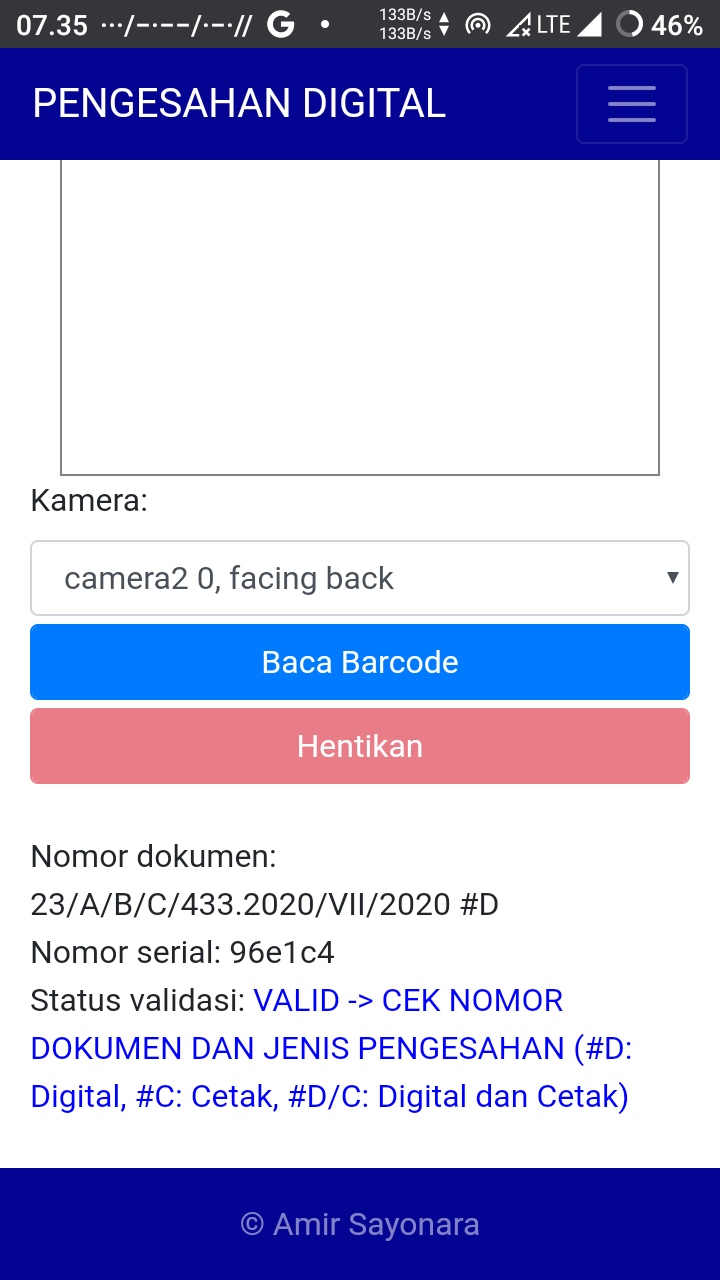 07.35 ···/−·−−/·−·// G • 133B/s LTE 46%
133B/s
PENGESAHAN DIGITAL
Kamera:
camera2 0, facing back
Baca Barcode
Hentikan
Nomor dokumen:
23/A/B/C/433.2020/VII/2020 #D
Nomor serial: 96e1c4
Status validasi: VALID -> CEK NOMOR
DOKUMEN DAN JENIS PENGESAHAN (#D:
Digital, #C: Cetak, #D/C: Digital dan Cetak)
© Amir Sayonara